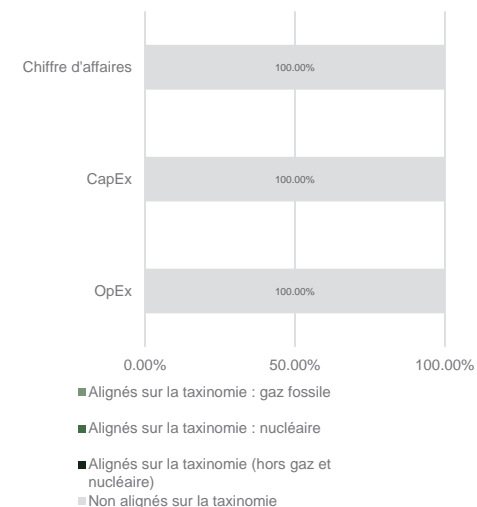 Chiffre d'affaires
100.00%
CapEx
100.00%
OpEx
100.00%
0.00% 50.00% 100.00%
Alignés sur la taxinomie : gaz fossile
Alignés sur la taxinomie : nucléaire
Alignés sur la taxinomie (hors gaz et
nucléaire)
Non alignés sur la taxinomie